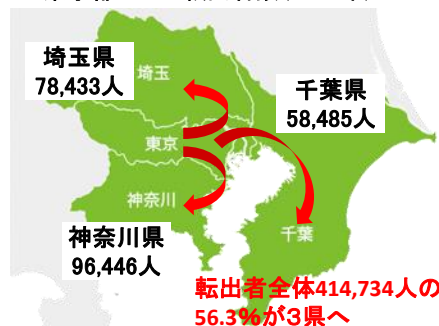 埼玉県
78,433人
埼玉
千葉県
58,485人
東京
神奈川
千葉
神奈川県
96,446人
転出者全体414,734人の
56.3%が３県へ